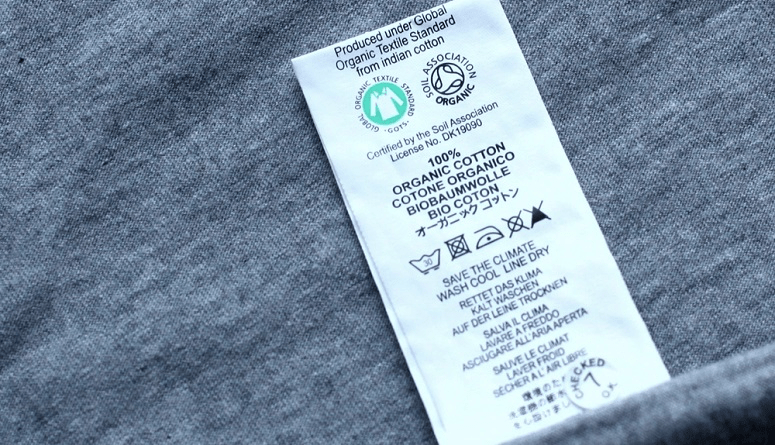 Produced under Global
Organic Textile Standard
from indian cotton
GLOBAL ORGANIC TEXTILE STANDARD
·GOTS·
SOIL ASSOCIATION
ORGANIC
Certified by the Soil Association
License No. DK19090
100%
ORGANIC COTTON
COTONE ORGANICO
BIOBAUMWOLLE
BIO COTON
オーガニック コットン
30
SAVE THE CLIMATE
WASH COOL LINE DRY
RETTET DAS KLIMA
KALT WASCHEN
AUF DER LEINE TROCKNEN
SALVA IL CLIMA
LAVARE A FREDDO
ASCIUGARE ALL'ARIA APERTA
SAUVE LE CLIMAT
LAVER FROID
SÉCHER À L'AIR LIBRE